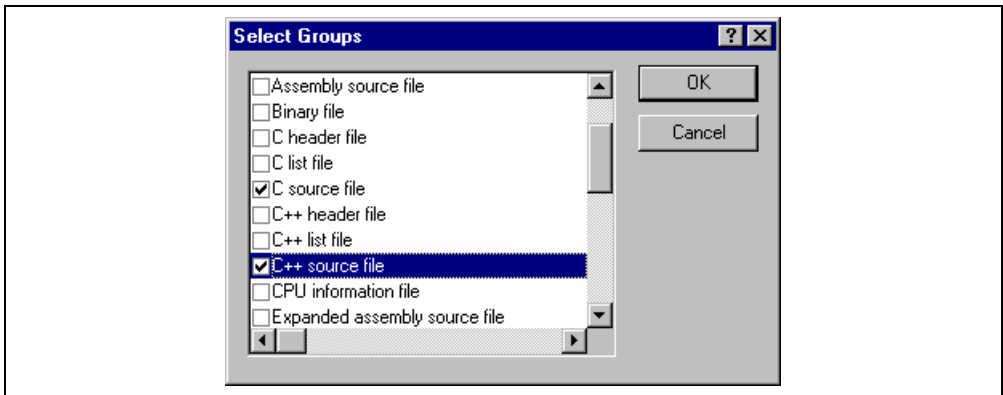 Select Groups
Assembly source file
Binary file
C header file
C list file
C source file
C++ header file
C++ list file
C++ source file
CPU information file
Expanded assembly source file
OK
Cancel